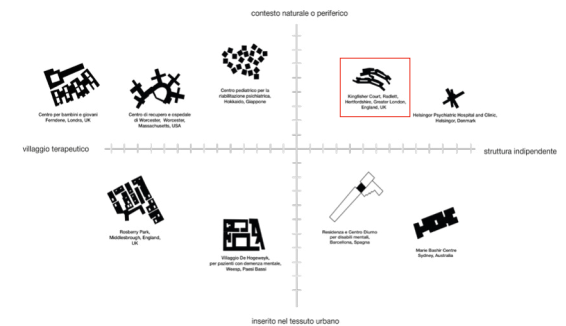 contesto naturale o periferico
Centro per bambini e giovani
Ferndene, Londra, UK
Centro di recupero e ospedale
di Worcester, Worcester,
Massachusetts, USA
Centro pediatrico per la
riabilitazione psichiatrica,
Hokkaido, Giappone
Kingfisher Court, Radlett,
Hertfordshire, Greater London,
England, UK
Helsingor Psychiatric Hospital and Clinic,
Helsingor, Denmark
villaggio terapeutico
struttura indipendente
Roseberry Park,
Middlesbrough, England,
UK
Villaggio De Hogeweyk,
per pazienti con demenza mentale,
Weesp, Paesi Bassi
Residenza e Centro Diurno
per disabili mentali,
Barcellona, Spagna
Marie Bashir Centre
Sydney, Australia
inserito nel tessuto urbano